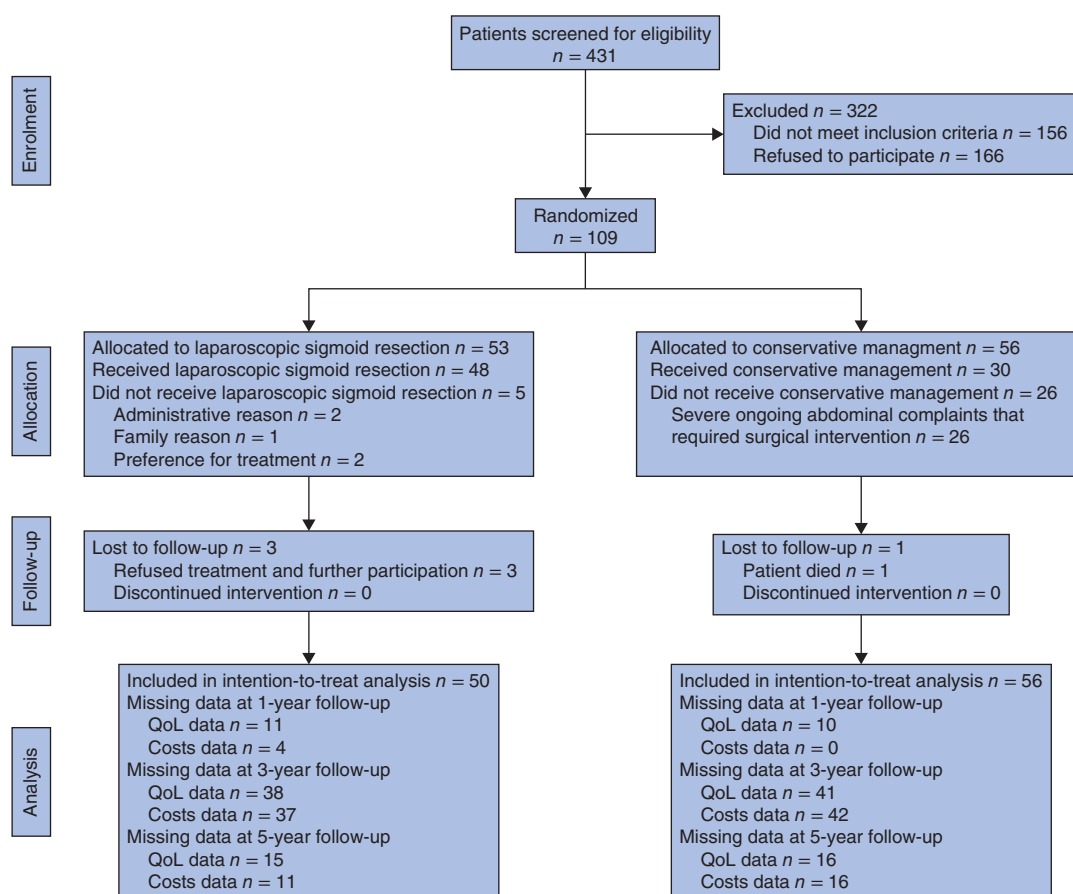 Patients screened for eligibility
n = 431
Enrolment
Excluded n = 322
Did not meet inclusion criteria n = 156
Refused to participate n = 166
Randomized
n = 109
Allocation
Allocated to laparoscopic sigmoid resection n = 53
Received laparoscopic sigmoid resection n = 48
Did not receive laparoscopic sigmoid resection n = 5
Administrative reason n = 2
Family reason n = 1
Preference for treatment n = 2
Allocated to conservative managment n = 56
Received conservative management n = 30
Did not receive conservative management n = 26
Severe ongoing abdominal complaints that
required surgical intervention n = 26
Follow-up
Lost to follow-up n = 3
Refused treatment and further participation n = 3
Discontinued intervention n = 0
Lost to follow-up n = 1
Patient died n = 1
Discontinued intervention n = 0
Analysis
Included in intention-to-treat analysis n = 50
Missing data at 1-year follow-up
QoL data n = 11
Costs data n = 4
Missing data at 3-year follow-up
QoL data n = 38
Costs data n = 37
Missing data at 5-year follow-up
QoL data n = 15
Costs data n = 11
Included in intention-to-treat analysis n = 56
Missing data at 1-year follow-up
QoL data n = 10
Costs data n = 0
Missing data at 3-year follow-up
QoL data n = 41
Costs data n = 42
Missing data at 5-year follow-up
QoL data n = 16
Costs data n = 16